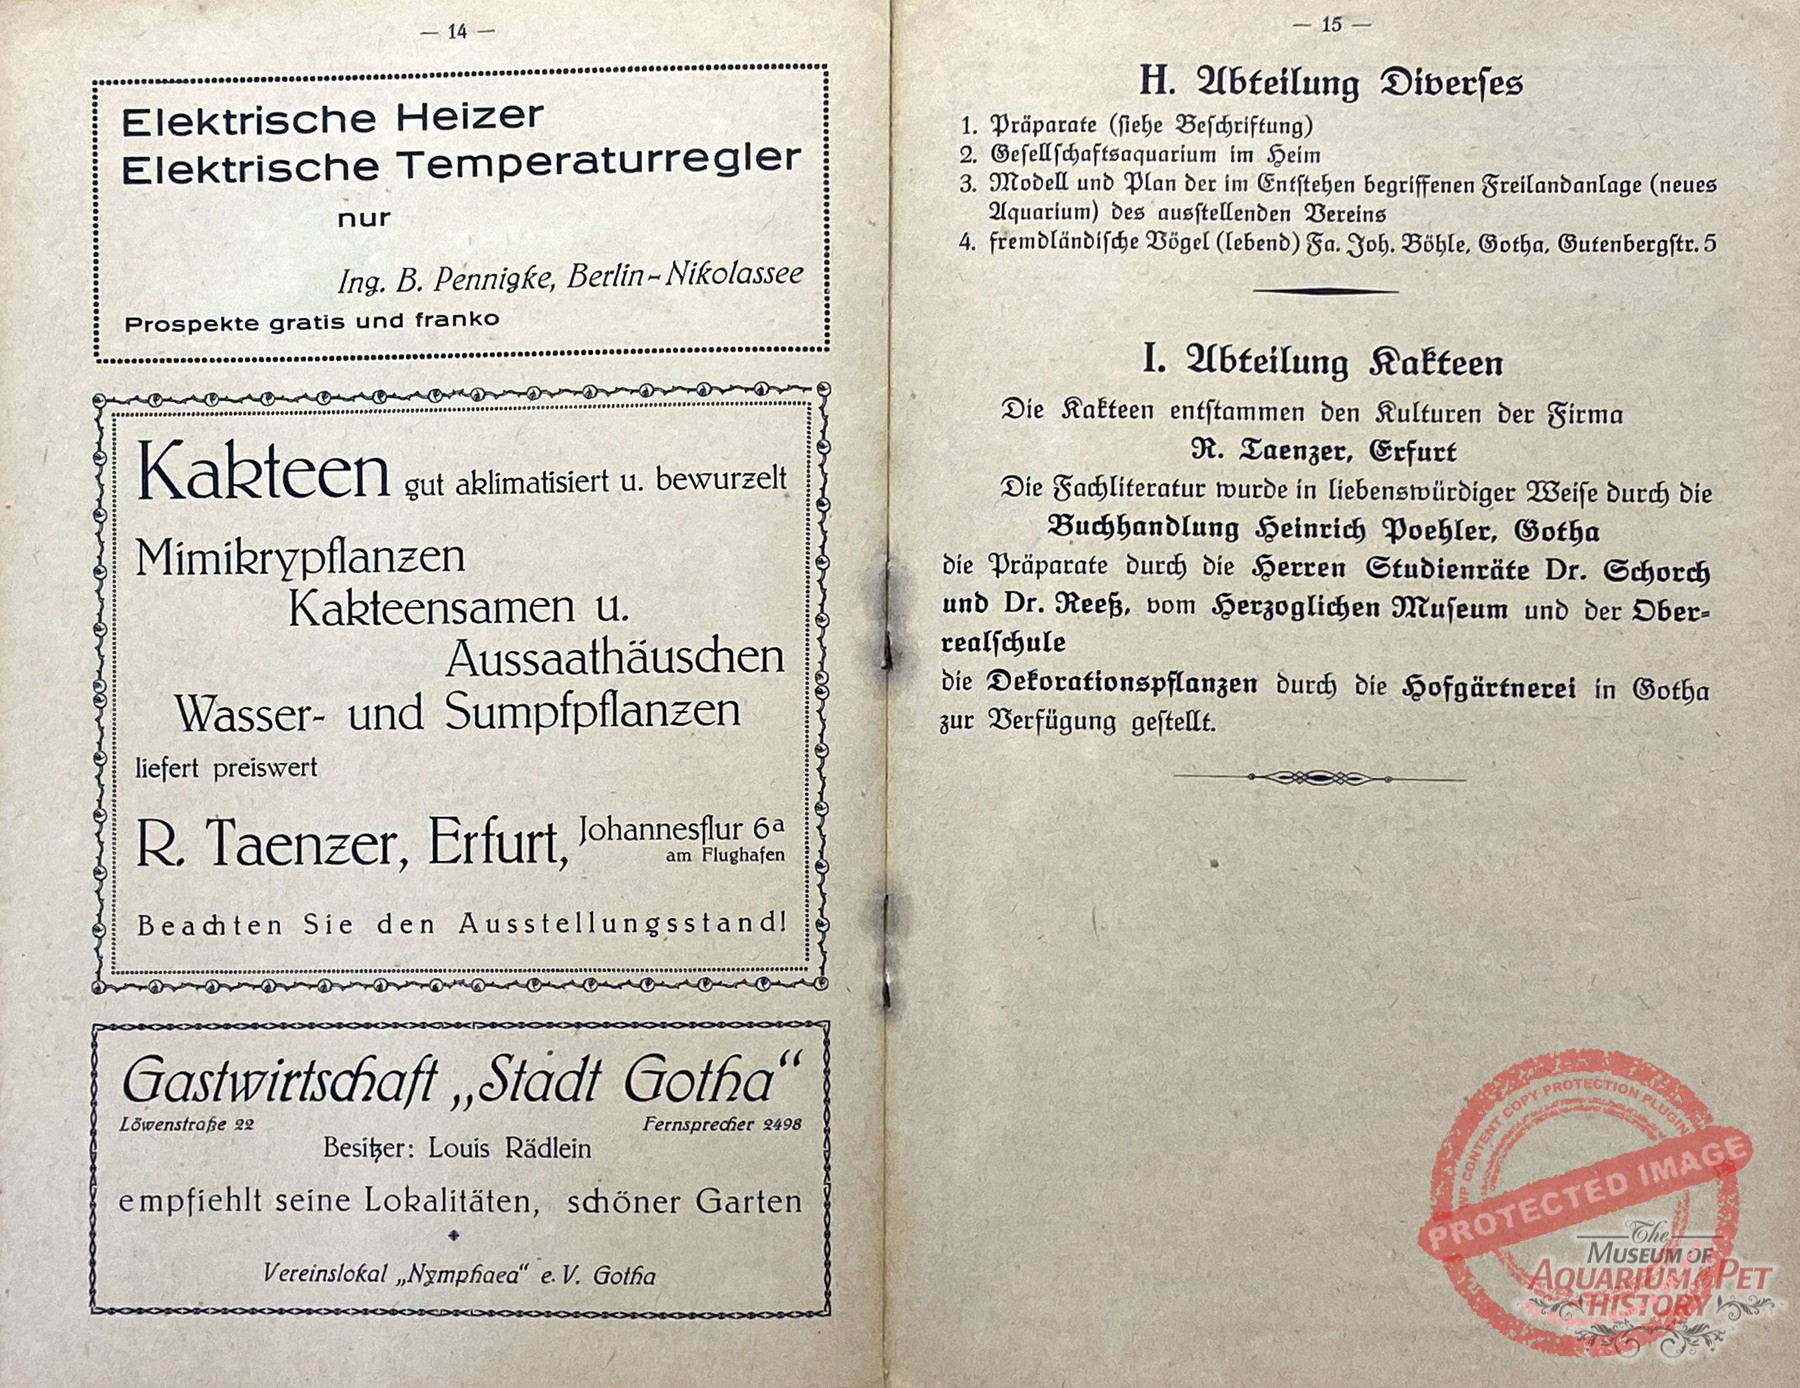 — 14 —
Elektrische Heizer
Elektrische Temperaturregler
nur
Ing. B. Pennigke, Berlin-Nikolassee
Prospekte gratis und franko
Kakteen gut aklimatisiert u. bewurzelt
Mimikrypflanzen
Kakteensamen u.
Aussaathäuschen
Wasser- und Sumpfpflanzen
liefert preiswert
R. Taenzer, Erfurt, Johannesflur 6a
am Flughafen
Beachten Sie den Ausstellungsstand!
Gastwirtschaft „Stadt Gotha“
Löwenstraße 22 Fernsprecher 2498
Besitzer: Louis Rädlein
empfiehlt seine Lokalitäten, schöner Garten
Vereinslokal „Nymphaea“ e. V. Gotha
— 15 —
H. Abteilung Diverses
1. Präparate (siehe Beschriftung)
2. Gesellschaftsaquarium im Heim
3. Modell und Plan der im Entstehen begriffenen Freilandanlage (neues
Aquarium) des ausstellenden Vereins
4. fremdländische Vögel (lebend) Fa. Joh. Böhle, Gotha, Gutenbergstr. 5
I. Abteilung Kakteen
Die Kakteen entstammen den Kulturen der Firma
R. Taenzer, Erfurt
Die Fachliteratur wurde in liebenswürdiger Weise durch die
Buchhandlung Heinrich Poehler, Gotha
die Präparate durch die Herren Studienräte Dr. Schorch
und Dr. Reeß, vom Herzoglichen Museum und der Ober-
realschule
die Dekorationspflanzen durch die Hofgärtnerei in Gotha
zur Verfügung gestellt.
WP CONTENT COPY PROTECTION PLUGIN
PROTECTED IMAGE
The
MUSEUM OF
AQUARIUM & PET
HISTORY